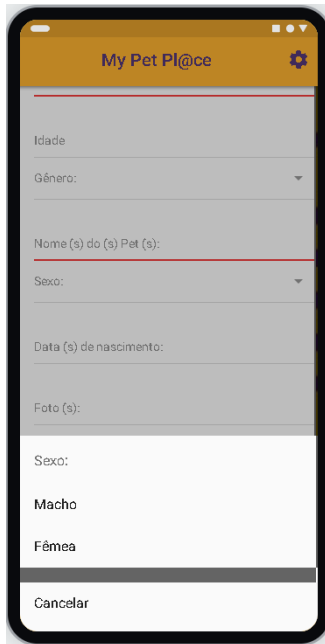 My Pet Pl@ce
Idade
Gênero:
Nome (s) do (s) Pet (s):
Sexo:
Data (s) de nascimento:
Foto (s):
Sexo:
Macho
Fêmea
Cancelar